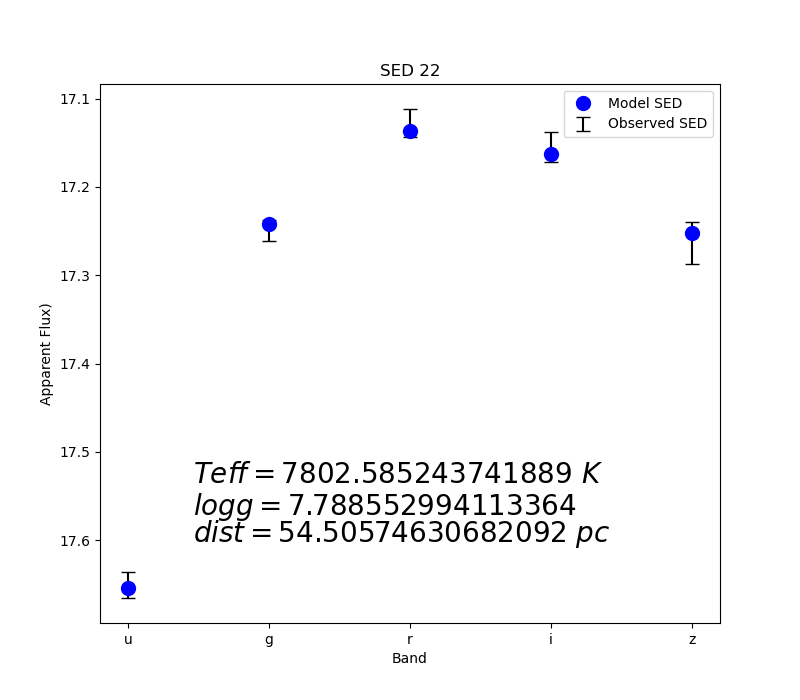 SED 22
Model SED
Observed SED
17.1
17.2
17.3
17.4
17.5
17.6
Apparent Flux)
Teff = 7802.585243741889 K
logg = 7.788552994113364
dist = 54.50574630682092 pc
u g r i z
Band